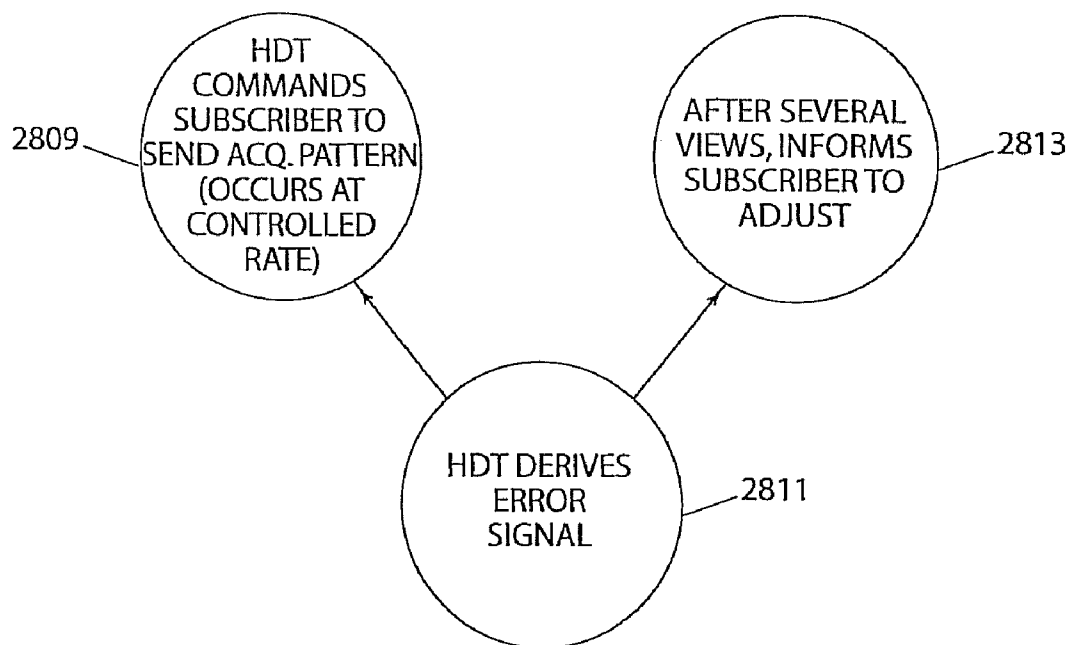 HDT
COMMANDS
SUBSCRIBER TO
SEND ACQ. PATTERN
(OCCURS AT
CONTROLLED
RATE)
2809
AFTER SEVERAL
VIEWS, INFORMS
SUBSCRIBER TO
ADJUST
2813
HDT DERIVES
ERROR
SIGNAL
2811